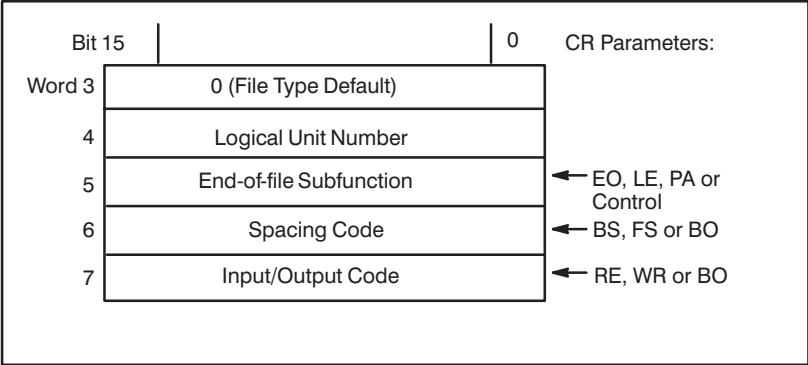 Bit 15 0 CR Parameters:
Word 3 0 (File Type Default)
4 Logical Unit Number
5 End-of-file Subfunction EO, LE, PA or
Control
6 Spacing Code BS, FS or BO
7 Input/Output Code RE, WR or BO